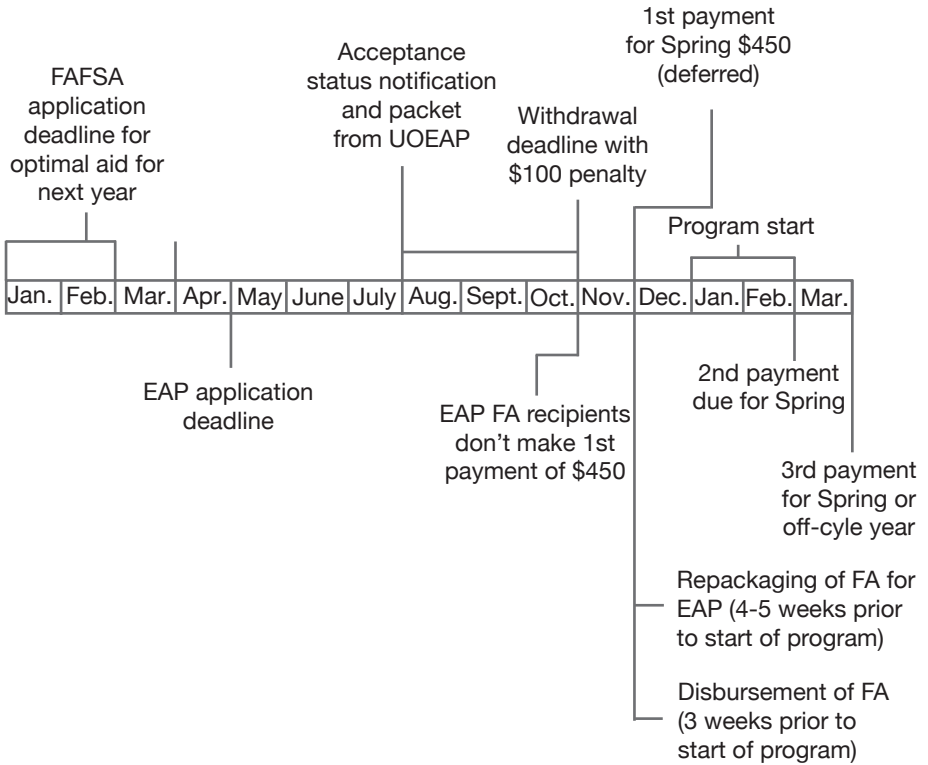 1st payment
for Spring $450
(deferred)
Acceptance
status notification
and packet
from UOEAP
FAFSA
application
deadline for
optimal aid for
next year
Withdrawal
deadline with
$100 penalty
Program start
Jan. Feb. Mar. Apr. May June July Aug. Sept. Oct. Nov. Dec. Jan. Feb. Mar.
EAP application
deadline
EAP FA recipients
don't make 1st
payment of $450
2nd payment
due for Spring
3rd payment
for Spring or
off-cyle year
Repackaging of FA for
EAP (4-5 weeks prior
to start of program)
Disbursement of FA
(3 weeks prior to
start of program)